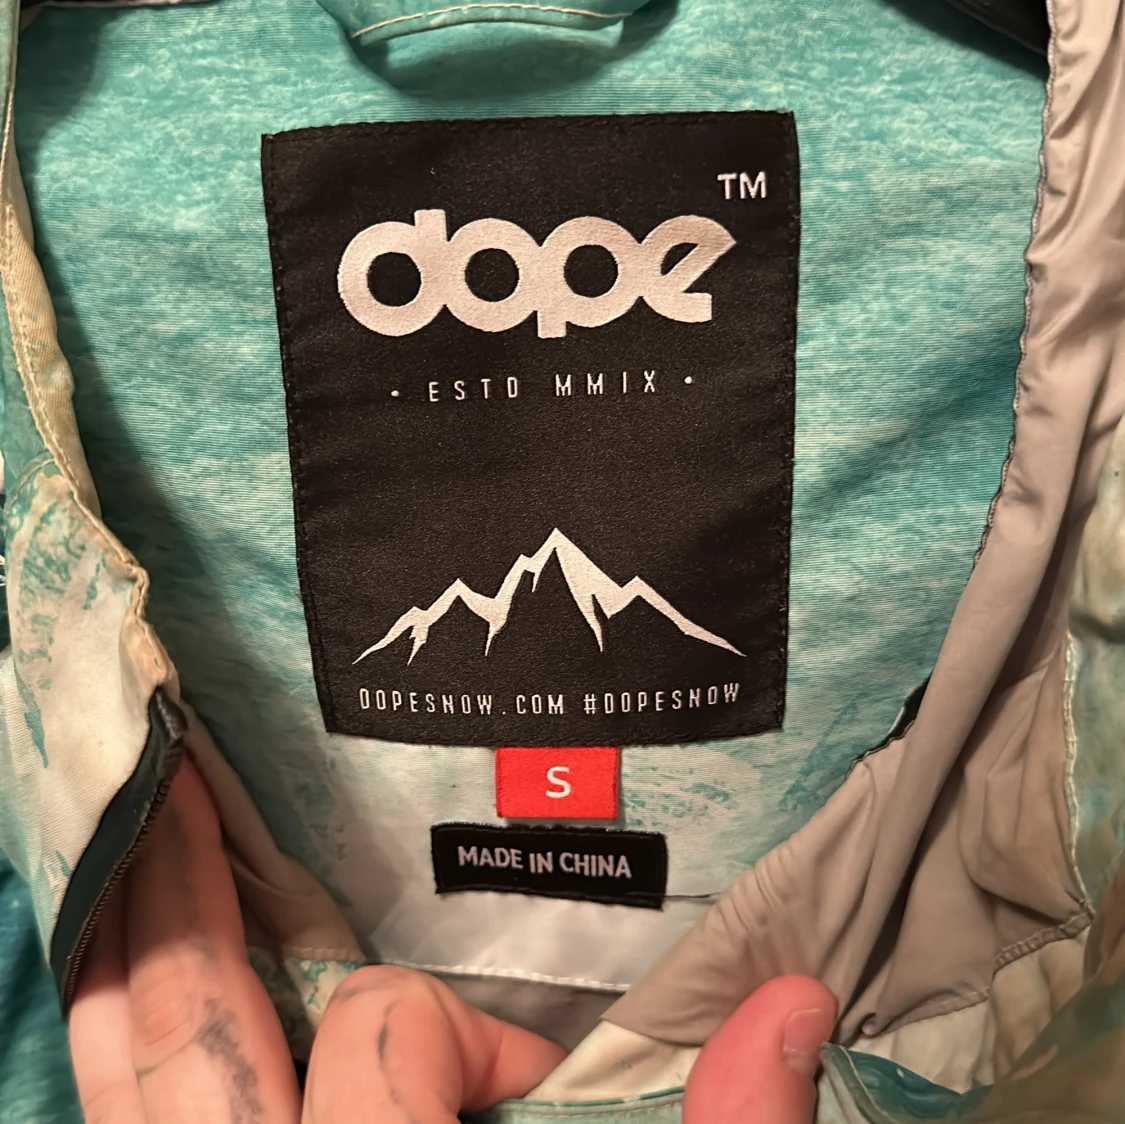 TM
dope
• ESTD MMIX •
DOPESNOW.COM #DOPESNOW
S
MADE IN CHINA